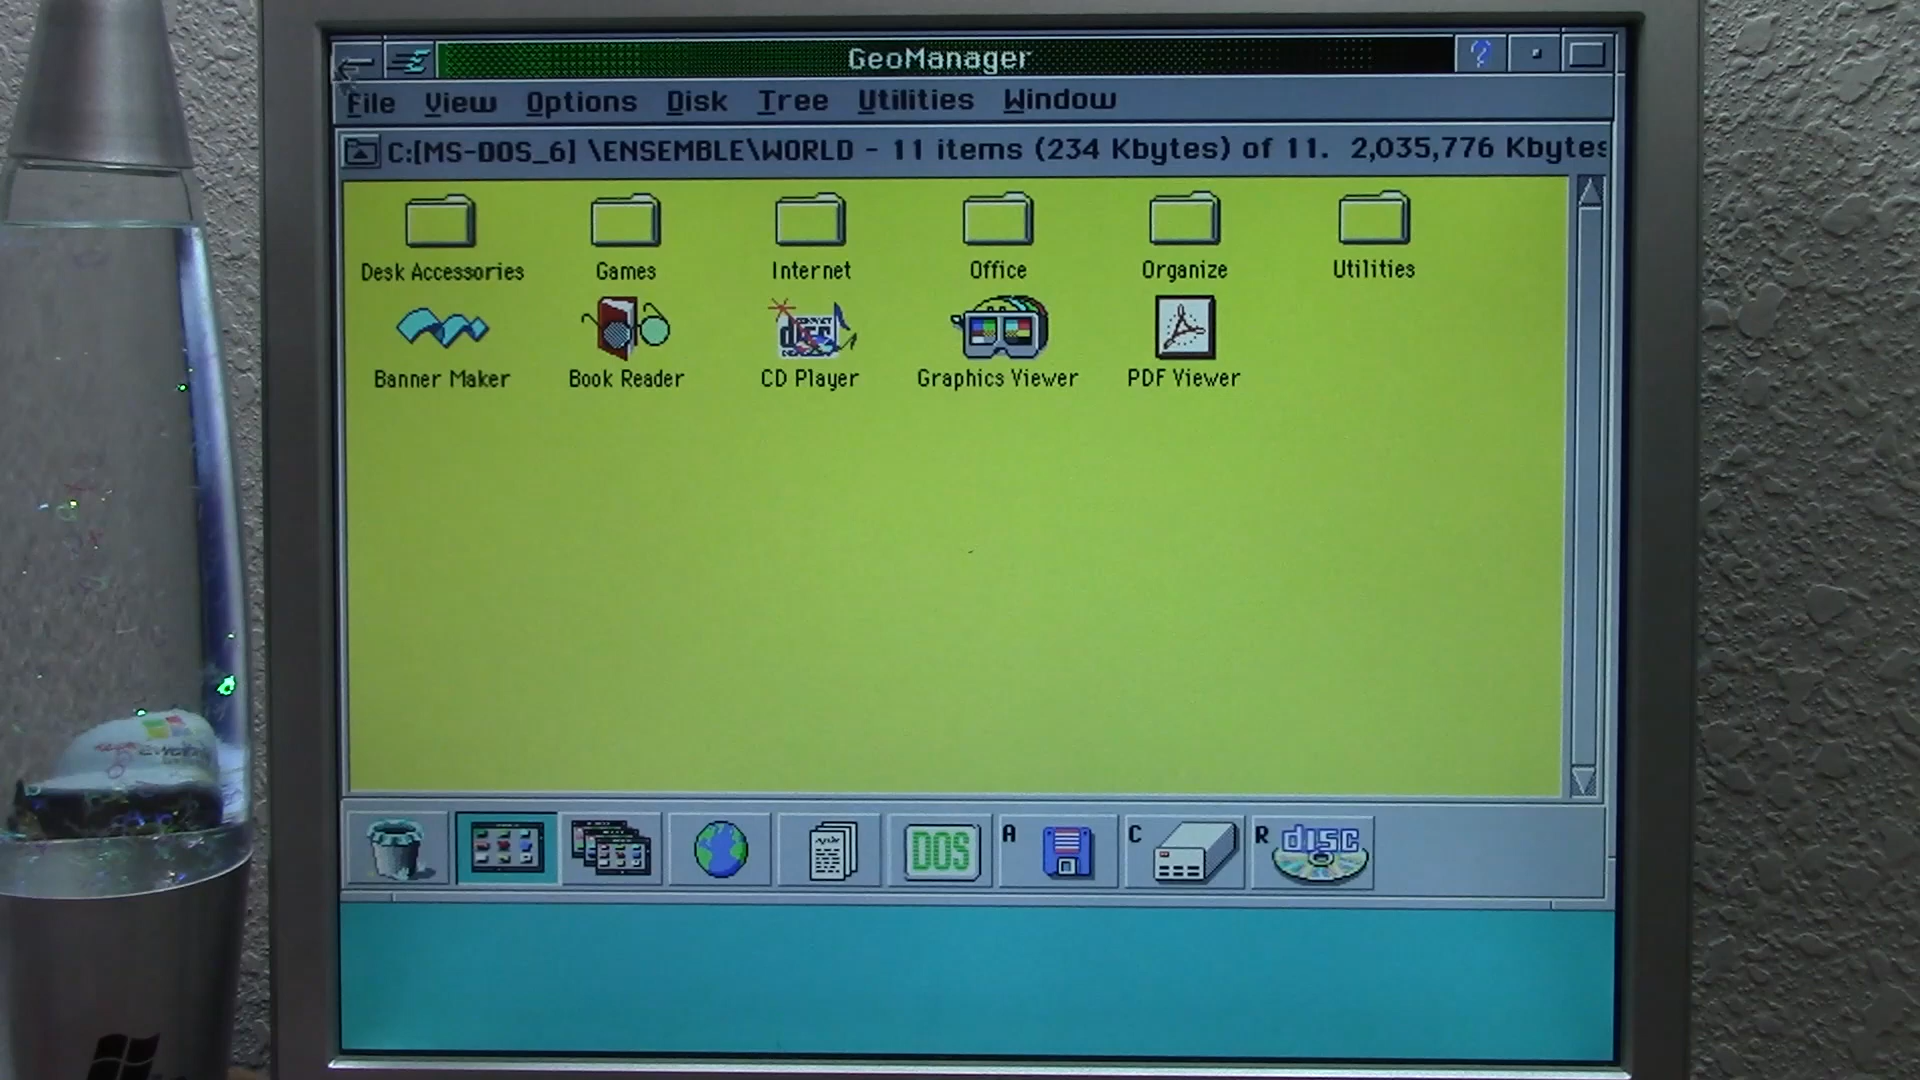 GeoManager
File View Options Disk Tree Utilities Window
C:[MS-DOS_6] \ENSEMBLE\WORLD - 11 items (234 Kbytes) of 11. 2,035,776 Kbytes
Desk Accessories Games Internet Office Organize Utilities
Banner Maker Book Reader CD Player Graphics Viewer PDF Viewer
DOS A C R disc